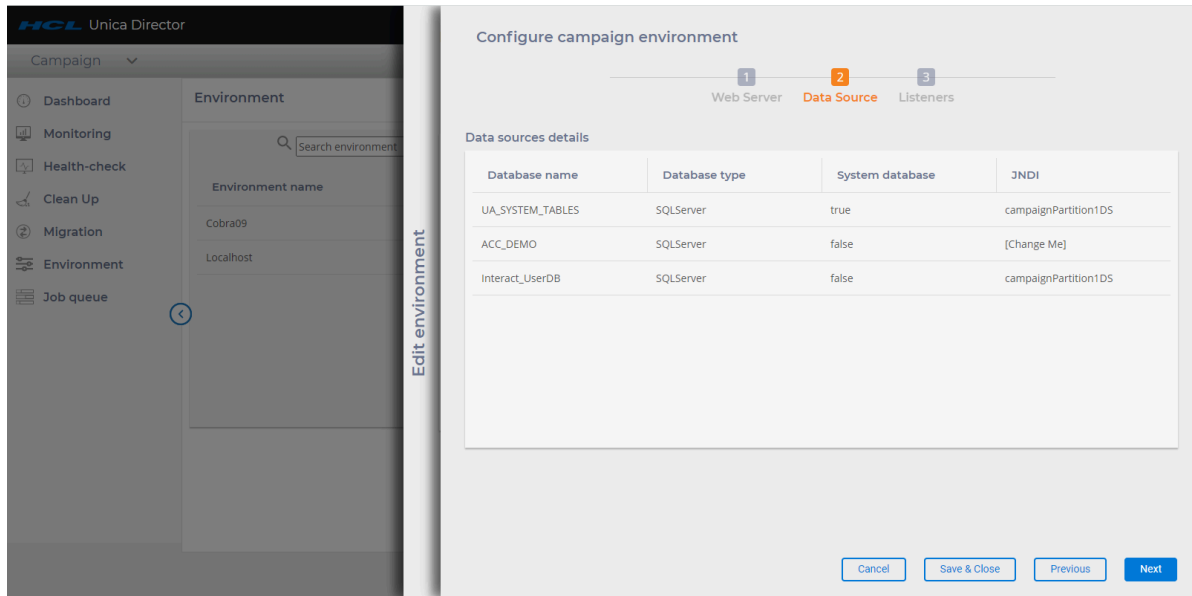 HCL Unica Director
Campaign
Dashboard
Monitoring
Health-check
Clean Up
Migration
Environment
Job queue
Environment
Search environment
Environment name
Cobra09
Localhost
Edit environment
Configure campaign environment
1 2 3
Web Server Data Source Listeners
Data sources details
Database name Database type System database JNDI
UA_SYSTEM_TABLES SQLServer true campaignPartition1DS
ACC_DEMO SQLServer false [Change Me]
Interact_UserDB SQLServer false campaignPartition1DS
Cancel Save & Close Previous Next